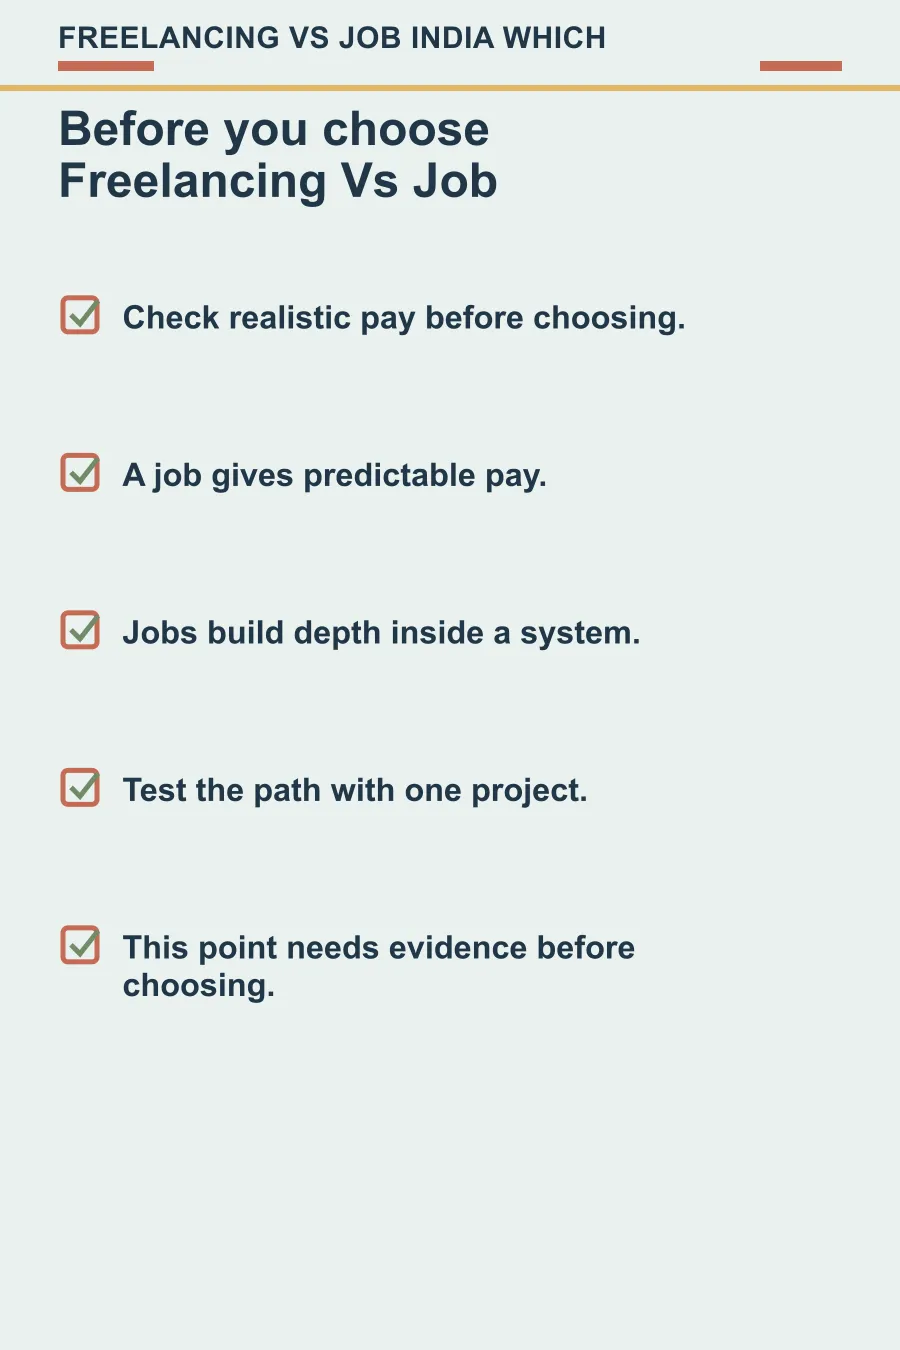 FREELANCING VS JOB INDIA WHICH
Before you choose
Freelancing Vs Job
Check realistic pay before choosing.
A job gives predictable pay.
Jobs build depth inside a system.
Test the path with one project.
This point needs evidence before
choosing.